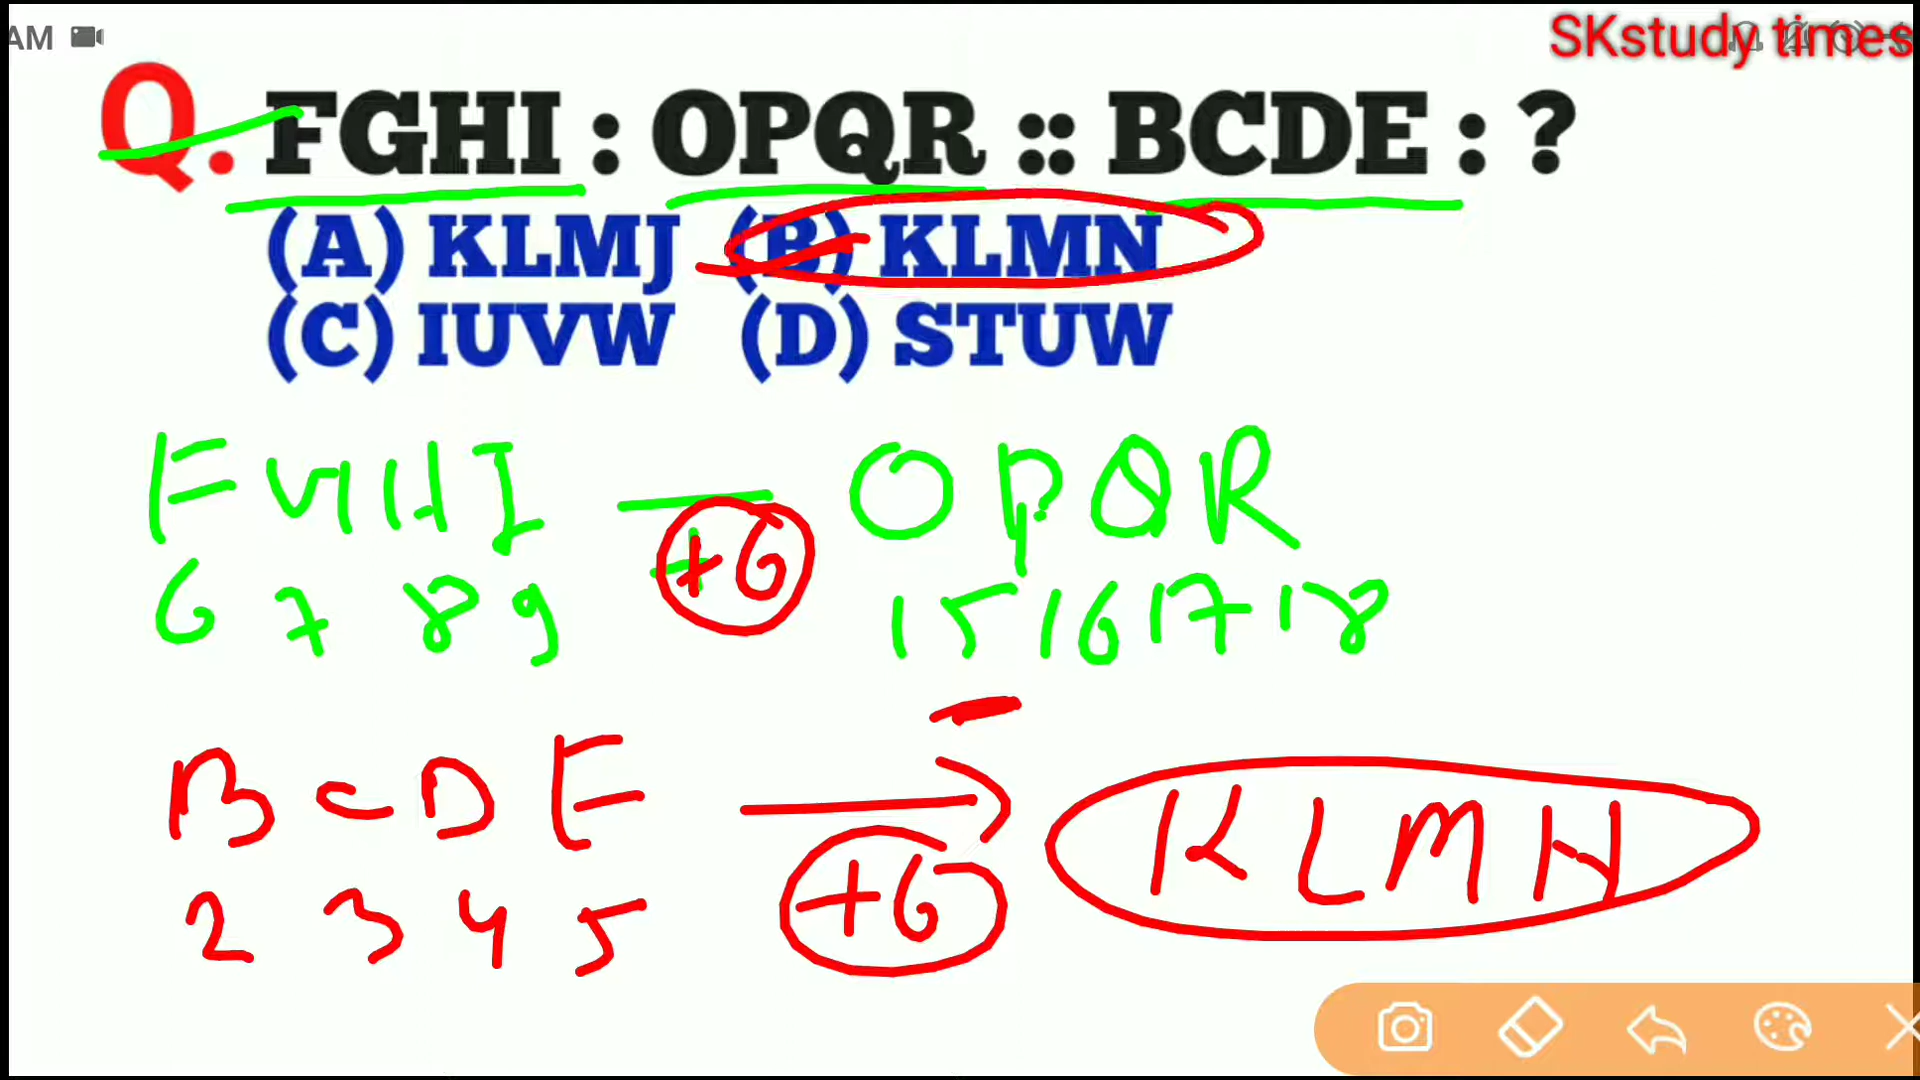 AM
SKstudy times
Q. FGHI : OPQR :: BCDE : ?
(A) KLMJ (B) KLMN
(C) IUVW (D) STUW
FGHI OPQR
+6
6 7 8 9 15 16 17 18
BCDE KLMN
+6
2 3 4 5